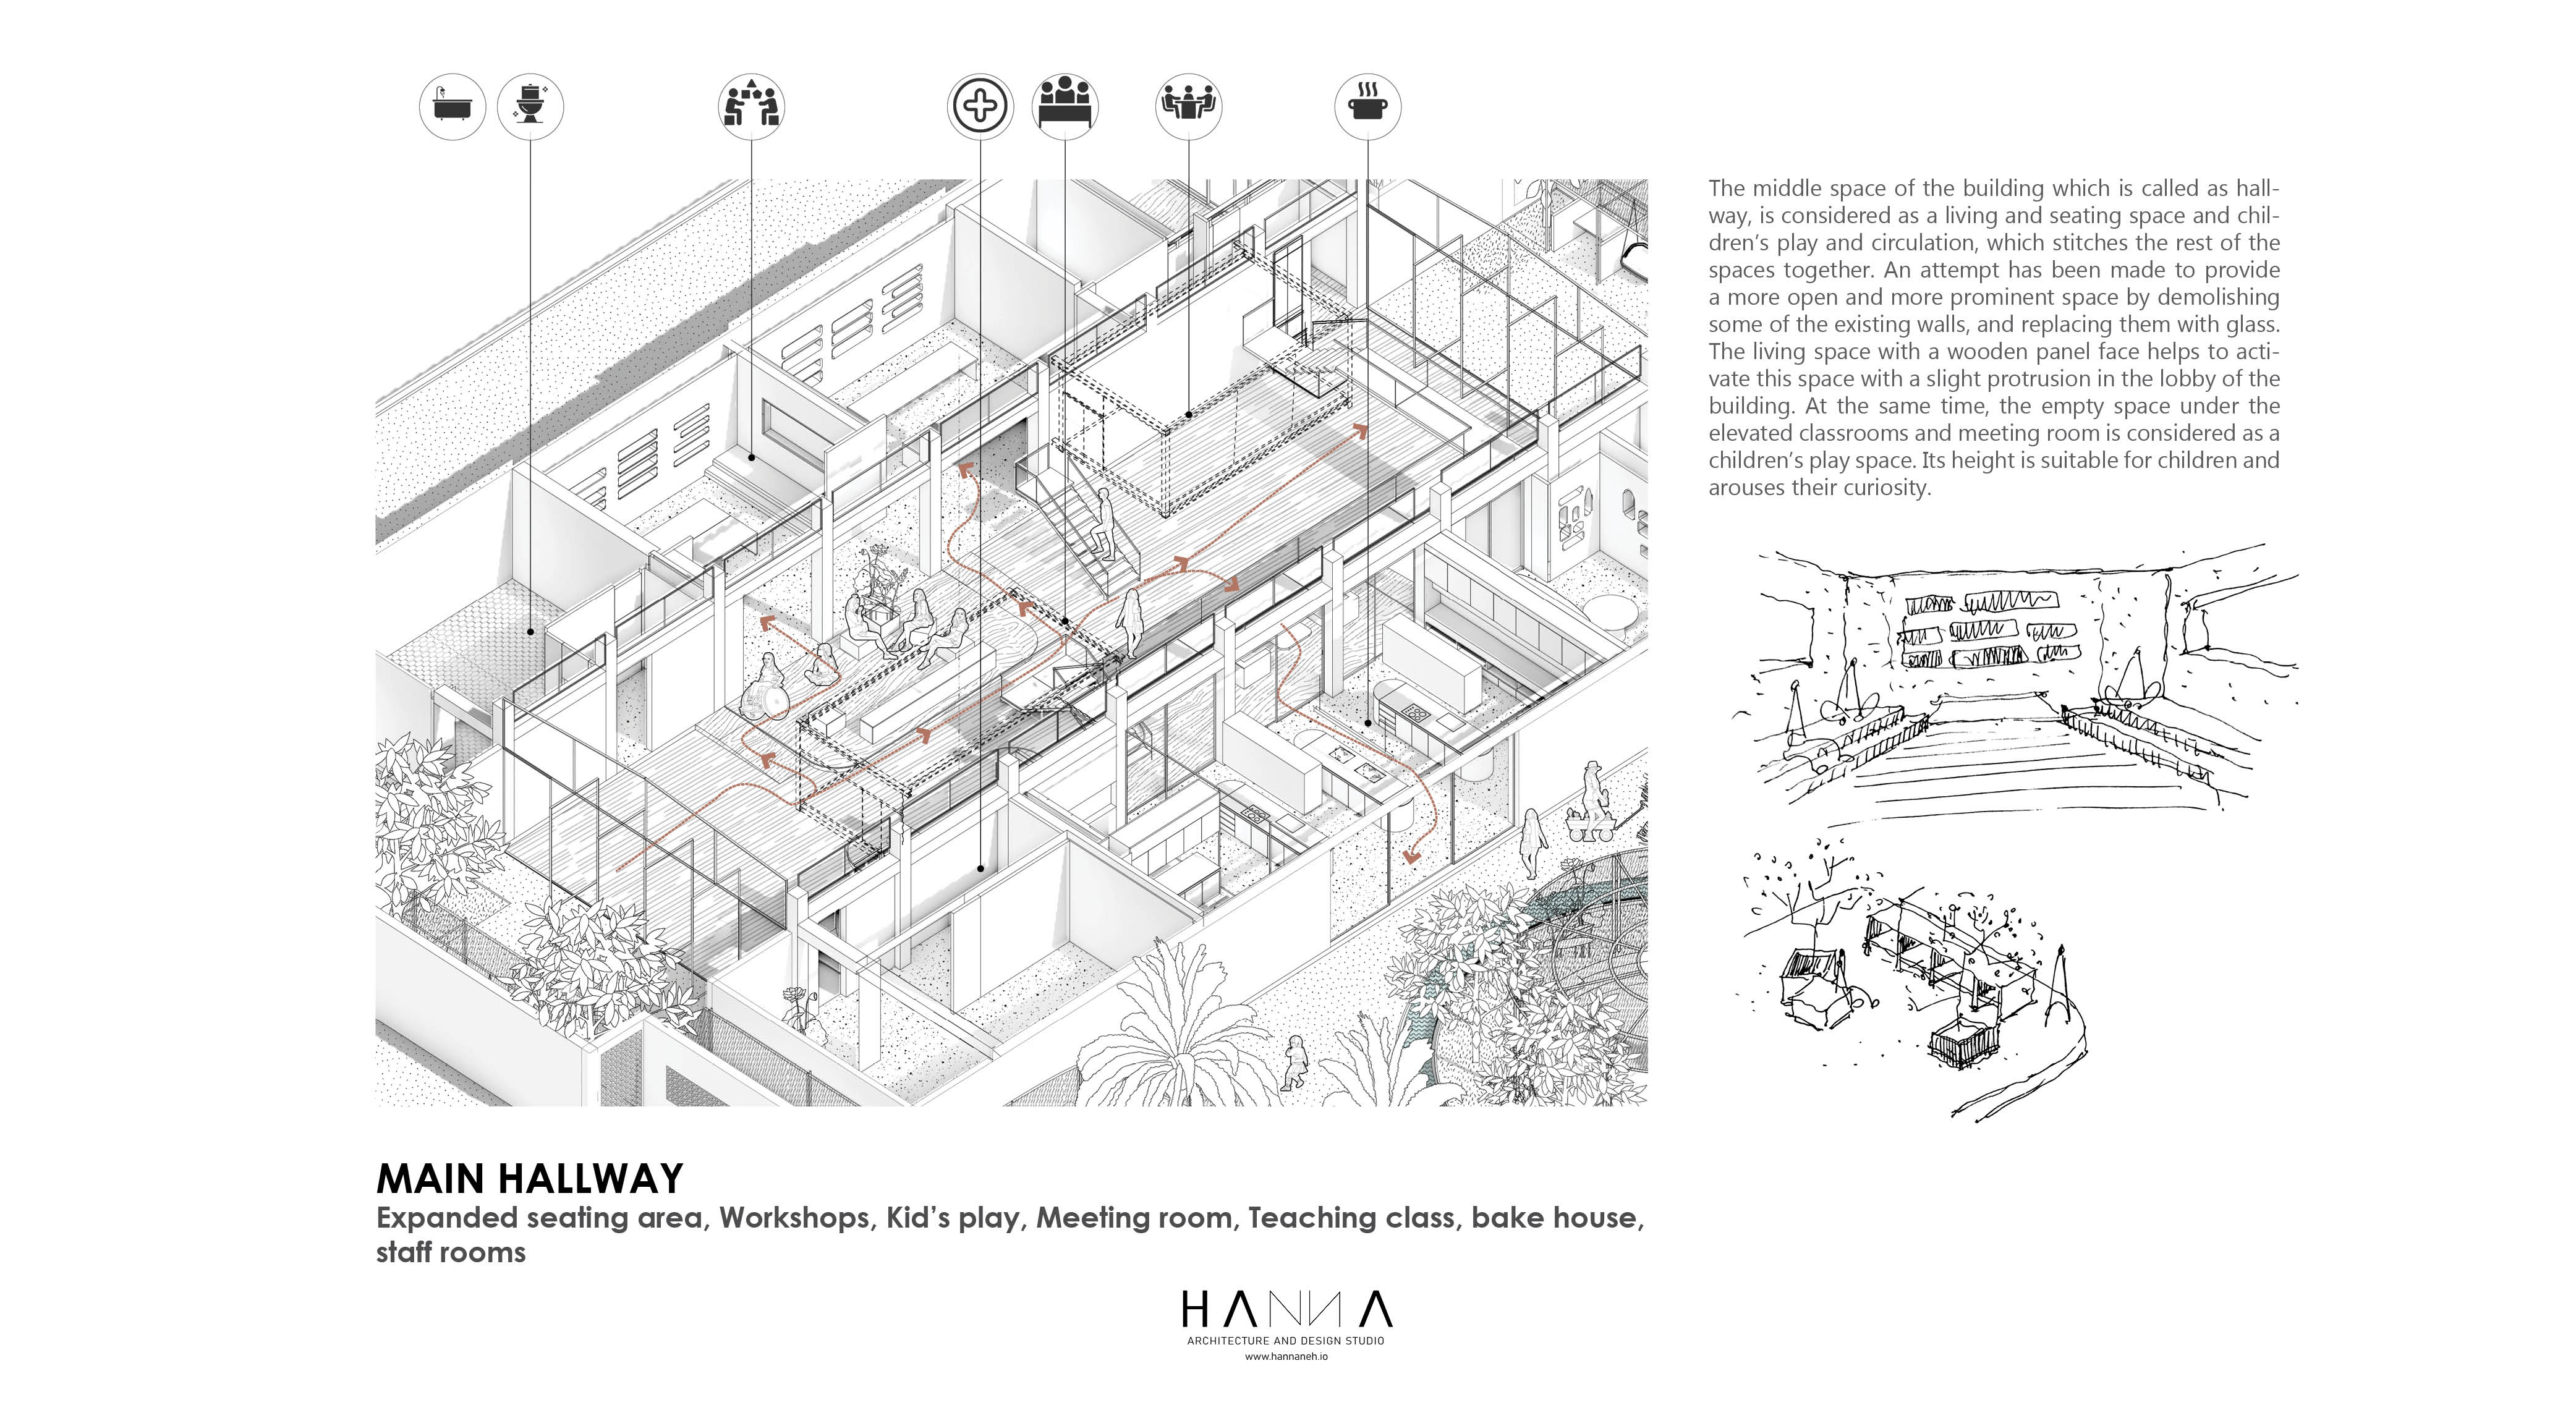 The middle space of the building which is called as hall-
way, is considered as a living and seating space and chil-
dren's play and circulation, which stitches the rest of the
spaces together. An attempt has been made to provide
a more open and more prominent space by demolishing
some of the existing walls, and replacing them with glass.
The living space with a wooden panel face helps to acti-
vate this space with a slight protrusion in the lobby of the
building. At the same time, the empty space under the
elevated classrooms and meeting room is considered as a
children's play space. Its height is suitable for children and
arouses their curiosity.
MAIN HALLWAY
Expanded seating area, Workshops, Kid's play, Meeting room, Teaching class, bake house,
staff rooms
HANNA
ARCHITECTURE AND DESIGN STUDIO
www.hannaneh.io